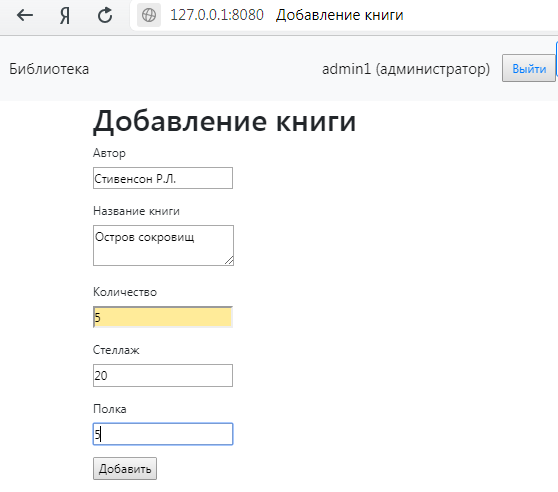 Я 127.0.0.1:8080 Добавление книги
Библиотека admin1 (администратор) Выйти
Добавление книги
Автор
Стивенсон Р.Л.
Название книги
Остров сокровищ
Количество
5
Стеллаж
20
Полка
5
Добавить